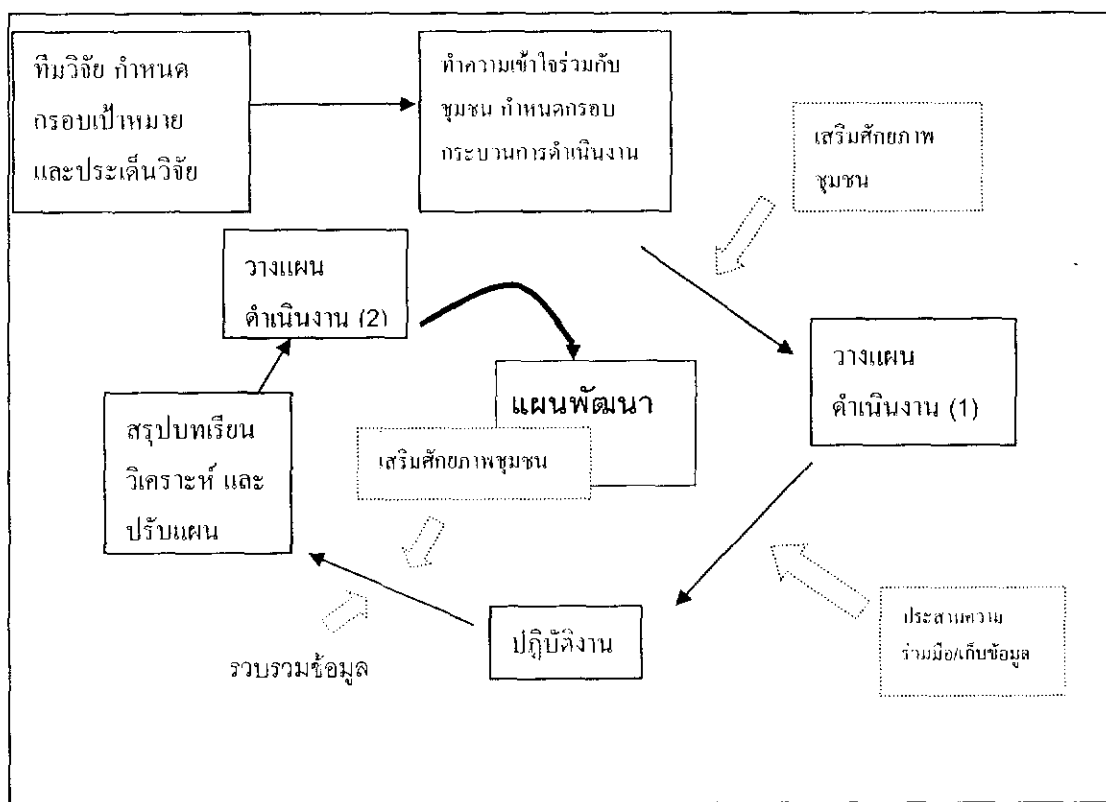 ทีมวิจัย กำหนด
กรอบเป้าหมาย
และประเด็นวิจัย
ทำความเข้าใจร่วมกับ
ชุมชน กำหนดกรอบ
กระบวนการดำเนินงาน
เสริมศักยภาพ
ชุมชน
วางแผน
ดำเนินงาน (2)
วางแผน
ดำเนินงาน (1)
แผนพัฒนา
เสริมศักยภาพชุมชน
สรุปบทเรียน
วิเคราะห์ และ
ปรับแผน
ปฎิบัติงาน
รวบรวมข้อมูล
ประสานความ
ร่วมมือ/เก็บข้อมูล